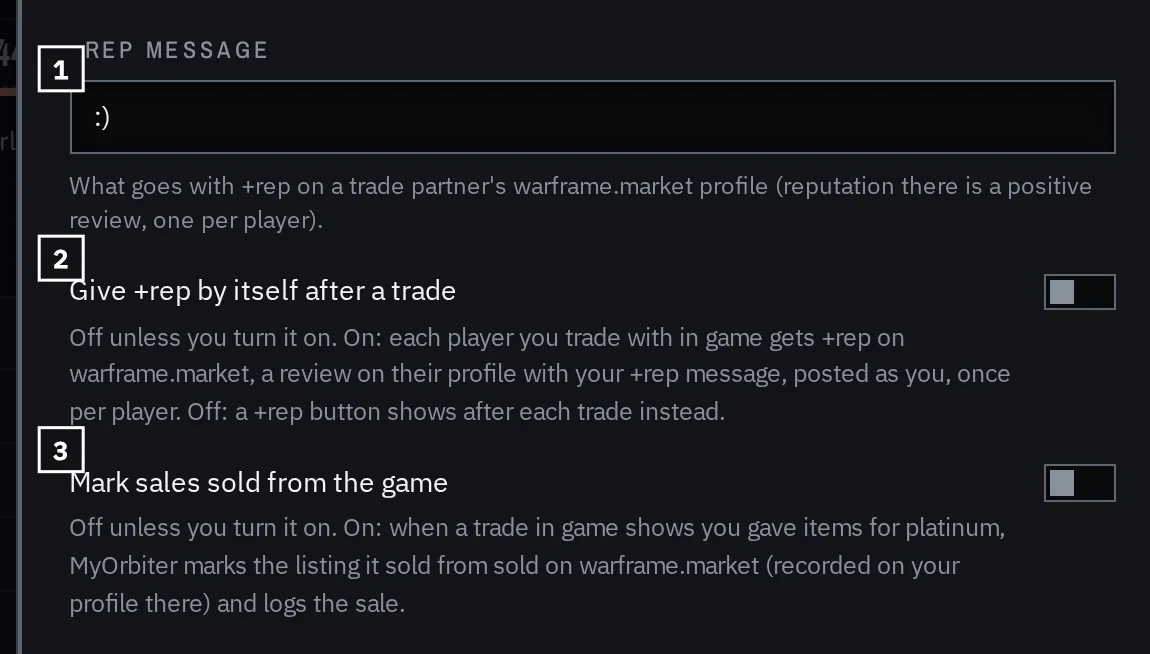 REP MESSAGE
1
:)
What goes with +rep on a trade partner's warframe.market profile (reputation there is a positive
review, one per player).
2
Give +rep by itself after a trade
Off unless you turn it on. On: each player you trade with in game gets +rep on
warframe.market, a review on their profile with your +rep message, posted as you, once
per player. Off: a +rep button shows after each trade instead.
3
Mark sales sold from the game
Off unless you turn it on. On: when a trade in game shows you gave items for platinum,
MyOrbiter marks the listing it sold from sold on warframe.market (recorded on your
profile there) and logs the sale.